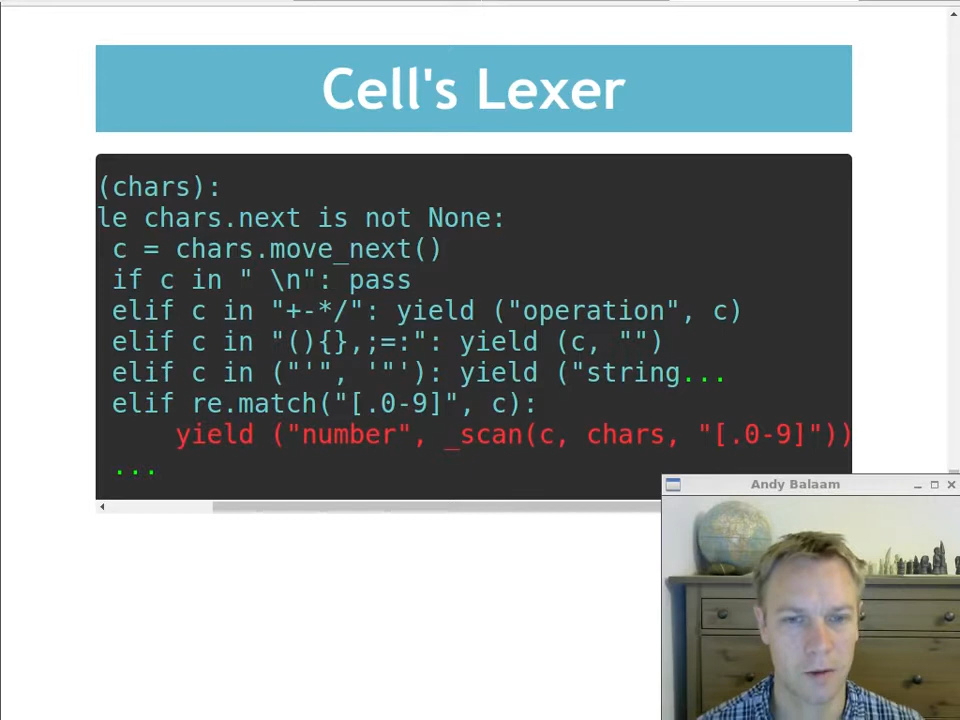 Cell's Lexer
(chars):
le chars.next is not None:
c = chars.move_next()
if c in " \n": pass
elif c in "+-*/": yield ("operation", c)
elif c in "(){},;=:": yield (c, "")
elif c in ("'", '"'): yield ("string...
elif re.match("[.0-9]", c):
yield ("number", _scan(c, chars, "[.0-9]"))
...
Andy Balaam